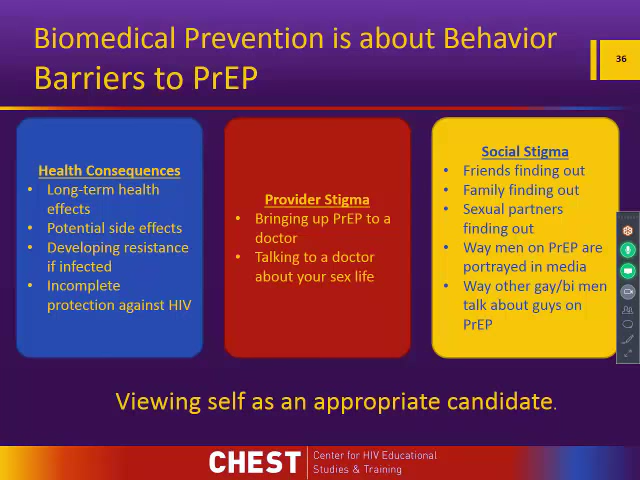 Biomedical Prevention is about Behavior
Barriers to PrEP
36
Health Consequences
• Long-term health
effects
• Potential side effects
• Developing resistance
if infected
• Incomplete
protection against HIV
Provider Stigma
• Bringing up PrEP to a
doctor
• Talking to a doctor
about your sex life
Social Stigma
• Friends finding out
• Family finding out
• Sexual partners
finding out
• Way men on PrEP are
portrayed in media
• Way other gay/bi men
talk about guys on
PrEP
Viewing self as an appropriate candidate.
CHEST
Center for HIV Educational
Studies & Training